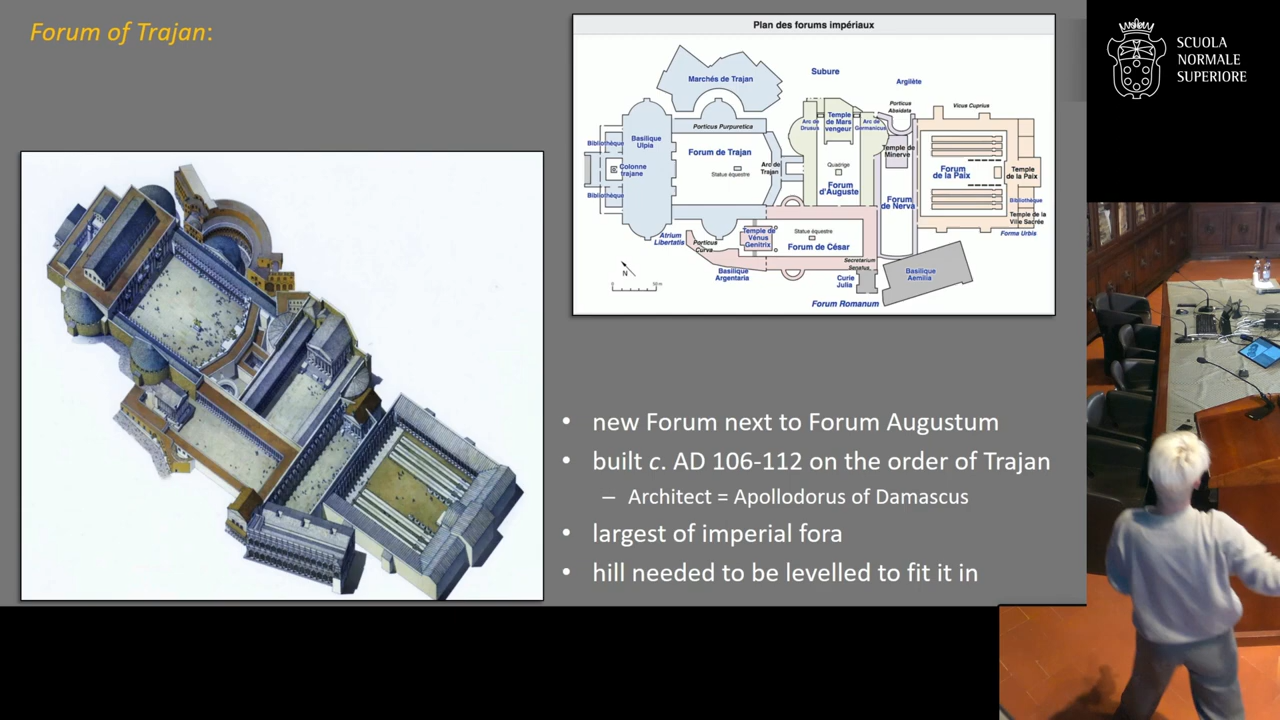 Forum of Trajan:
Plan des forums impériaux
Marchés de Trajan
Subure
Argilète
Porticus
Absidata
Vicus Cuprius
Porticus Purpuretica
Arc de
Drusus
Temple
de Mars
vengeur
Arc de
Germanicus
Bibliothèque
Basilique
Ulpia
Forum de Trajan
Temple de
Minerve
Colonne
trajane
Statue équestre
Arc de
Trajan
Quadrige
Forum
de la Paix
Temple
de la Paix
Bibliothèque
Forum
d'Auguste
Forum
de Nerva
Bibliothèque
Temple de la
Ville Sacrée
Forma Urbis
Atrium
Libertatis
Porticus
Curva
Temple de
Vénus
Genitrix
Statue équestre
Forum de César
Secretarium
Senatus
Basilique
Argentaria
Curie
Julia
Basilique
Aemilia
N
Forum Romanum
• new Forum next to Forum Augustum
• built c. AD 106-112 on the order of Trajan
– Architect = Apollodorus of Damascus
• largest of imperial fora
• hill needed to be levelled to fit it in
SCUOLA
NORMALE
SUPERIORE